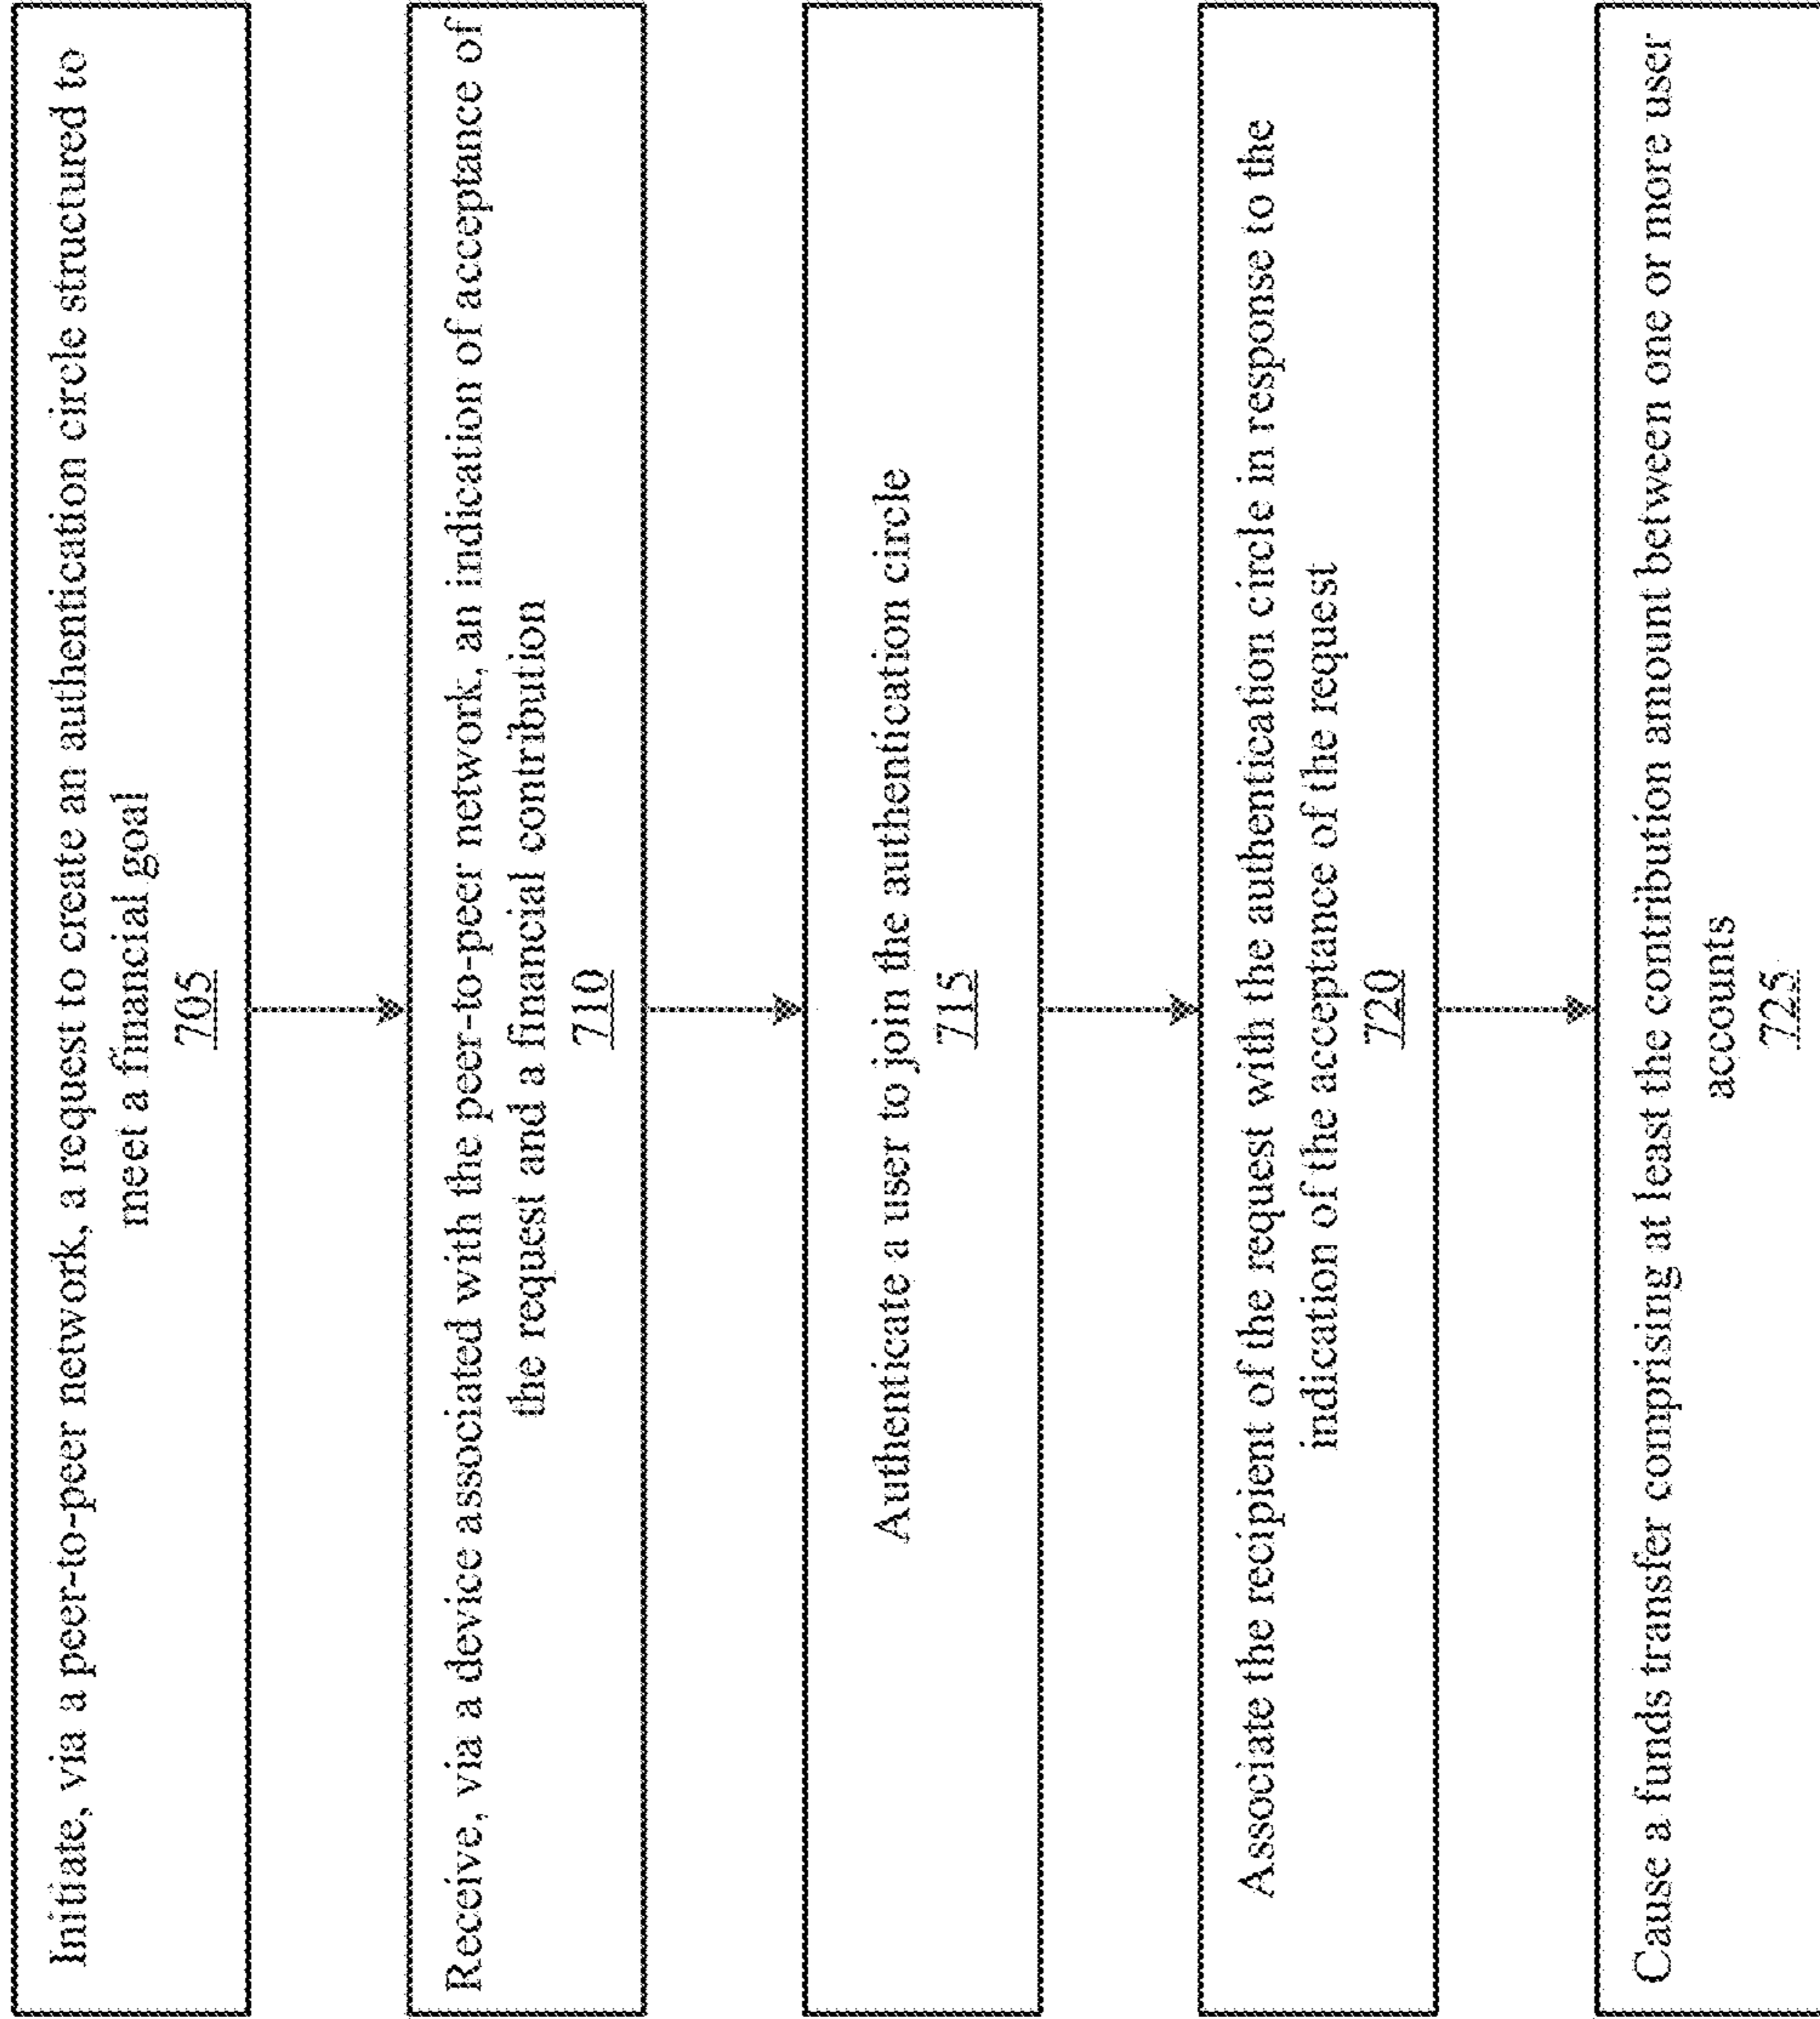 Initiate, via a peer-to-peer network, a request to create an authentication circle structured to
meet a financial goal
705
Receive, via a device associated with the peer-to-peer network, an indication of acceptance of
the request and a financial contribution
710
Authenticate a user to join the authentication circle
715
Associate the recipient of the request with the authentication circle in response to the
indication of the acceptance of the request
720
Cause a funds transfer comprising at least the contribution amount between one or more user
accounts
725